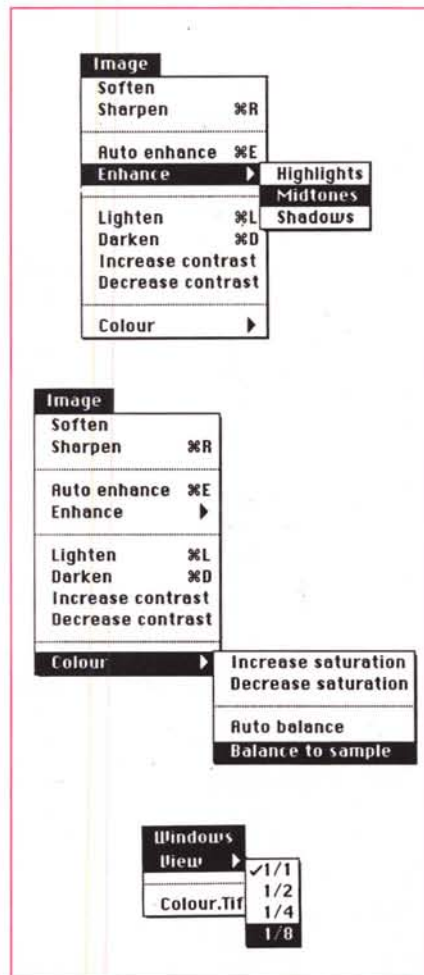 Image
Soften
Sharpen ⌘R
Auto enhance ⌘E
Enhance ▶ Highlights
Midtones
Lighten ⌘L Shadows
Darken ⌘D
Increase contrast
Decrease contrast
Colour ▶
Image
Soften
Sharpen ⌘R
Auto enhance ⌘E
Enhance ▶
Lighten ⌘L
Darken ⌘D
Increase contrast
Decrease contrast
Colour ▶ Increase saturation
Decrease saturation
Auto balance
Balance to sample
Windows
View ▶ ✓1/1
1/2
Colour.Tif 1/4
1/8